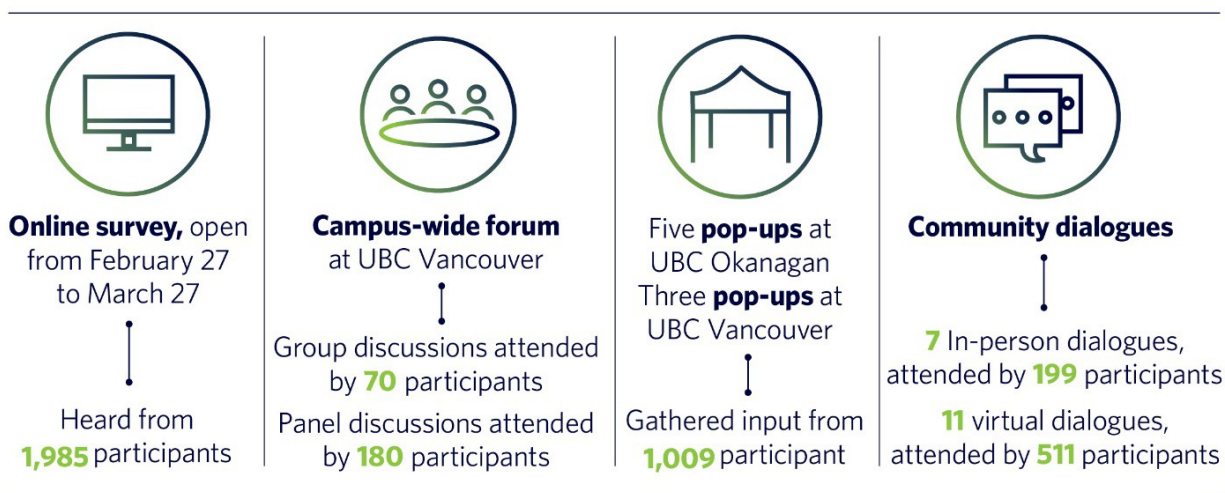 Online survey, open
from February 27
to March 27
Heard from
1,985 participants
Campus-wide forum
at UBC Vancouver
Group discussions attended
by 70 participants
Panel discussions attended
by 180 participants
Five pop-ups at
UBC Okanagan
Three pop-ups at
UBC Vancouver
Gathered input from
1,009 participant
Community dialogues
7 In-person dialogues,
attended by 199 participants
11 virtual dialogues,
attended by 511 participants